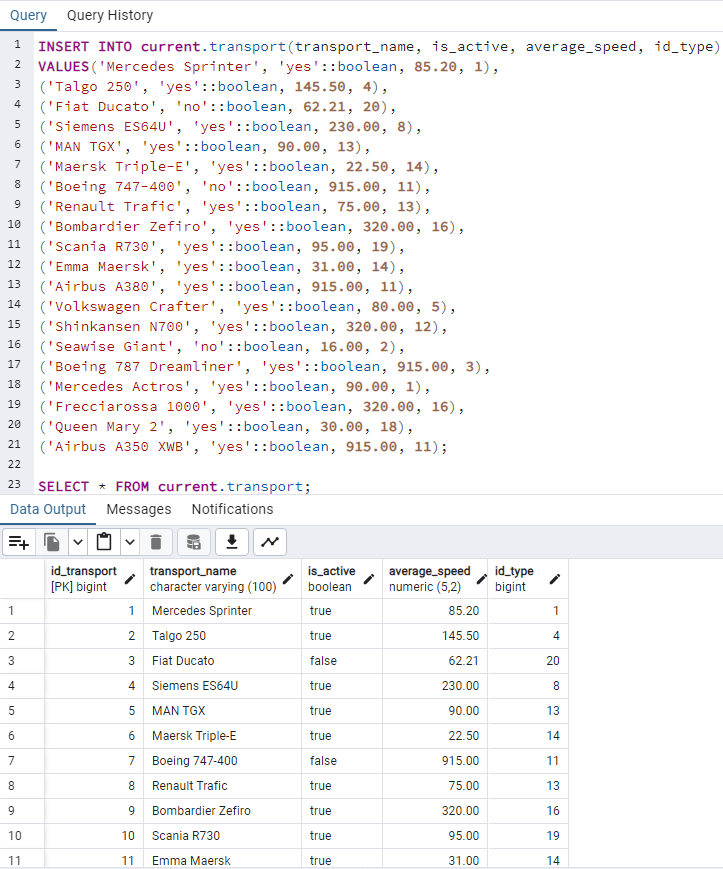 Query Query History
1 INSERT INTO current.transport(transport_name, is_active, average_speed, id_type)
2 VALUES('Mercedes Sprinter', 'yes'::boolean, 85.20, 1),
3 ('Talgo 250', 'yes'::boolean, 145.50, 4),
4 ('Fiat Ducato', 'no'::boolean, 62.21, 20),
5 ('Siemens ES64U', 'yes'::boolean, 230.00, 8),
6 ('MAN TGX', 'yes'::boolean, 90.00, 13),
7 ('Maersk Triple-E', 'yes'::boolean, 22.50, 14),
8 ('Boeing 747-400', 'no'::boolean, 915.00, 11),
9 ('Renault Trafic', 'yes'::boolean, 75.00, 13),
10 ('Bombardier Zefiro', 'yes'::boolean, 320.00, 16),
11 ('Scania R730', 'yes'::boolean, 95.00, 19),
12 ('Emma Maersk', 'yes'::boolean, 31.00, 14),
13 ('Airbus A380', 'yes'::boolean, 915.00, 11),
14 ('Volkswagen Crafter', 'yes'::boolean, 80.00, 5),
15 ('Shinkansen N700', 'yes'::boolean, 320.00, 12),
16 ('Seawise Giant', 'no'::boolean, 16.00, 2),
17 ('Boeing 787 Dreamliner', 'yes'::boolean, 915.00, 3),
18 ('Mercedes Actros', 'yes'::boolean, 90.00, 1),
19 ('Frecciarossa 1000', 'yes'::boolean, 320.00, 16),
20 ('Queen Mary 2', 'yes'::boolean, 30.00, 18),
21 ('Airbus A350 XWB', 'yes'::boolean, 915.00, 11);
22
23 SELECT * FROM current.transport;
Data Output Messages Notifications
id_transport transport_name is_active average_speed id_type
[PK] bigint character varying (100) boolean numeric (5,2) bigint
1 1 Mercedes Sprinter true 85.20 1
2 2 Talgo 250 true 145.50 4
3 3 Fiat Ducato false 62.21 20
4 4 Siemens ES64U true 230.00 8
5 5 MAN TGX true 90.00 13
6 6 Maersk Triple-E true 22.50 14
7 7 Boeing 747-400 false 915.00 11
8 8 Renault Trafic true 75.00 13
9 9 Bombardier Zefiro true 320.00 16
10 10 Scania R730 true 95.00 19
11 11 Emma Maersk true 31.00 14